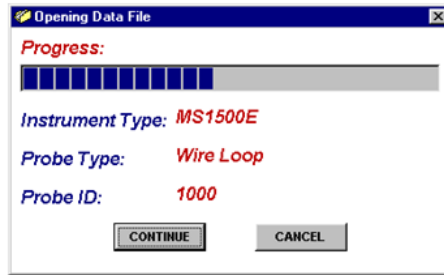 Opening Data File
Progress:
Instrument Type: MS1500E
Probe Type: Wire Loop
Probe ID: 1000
CONTINUE CANCEL